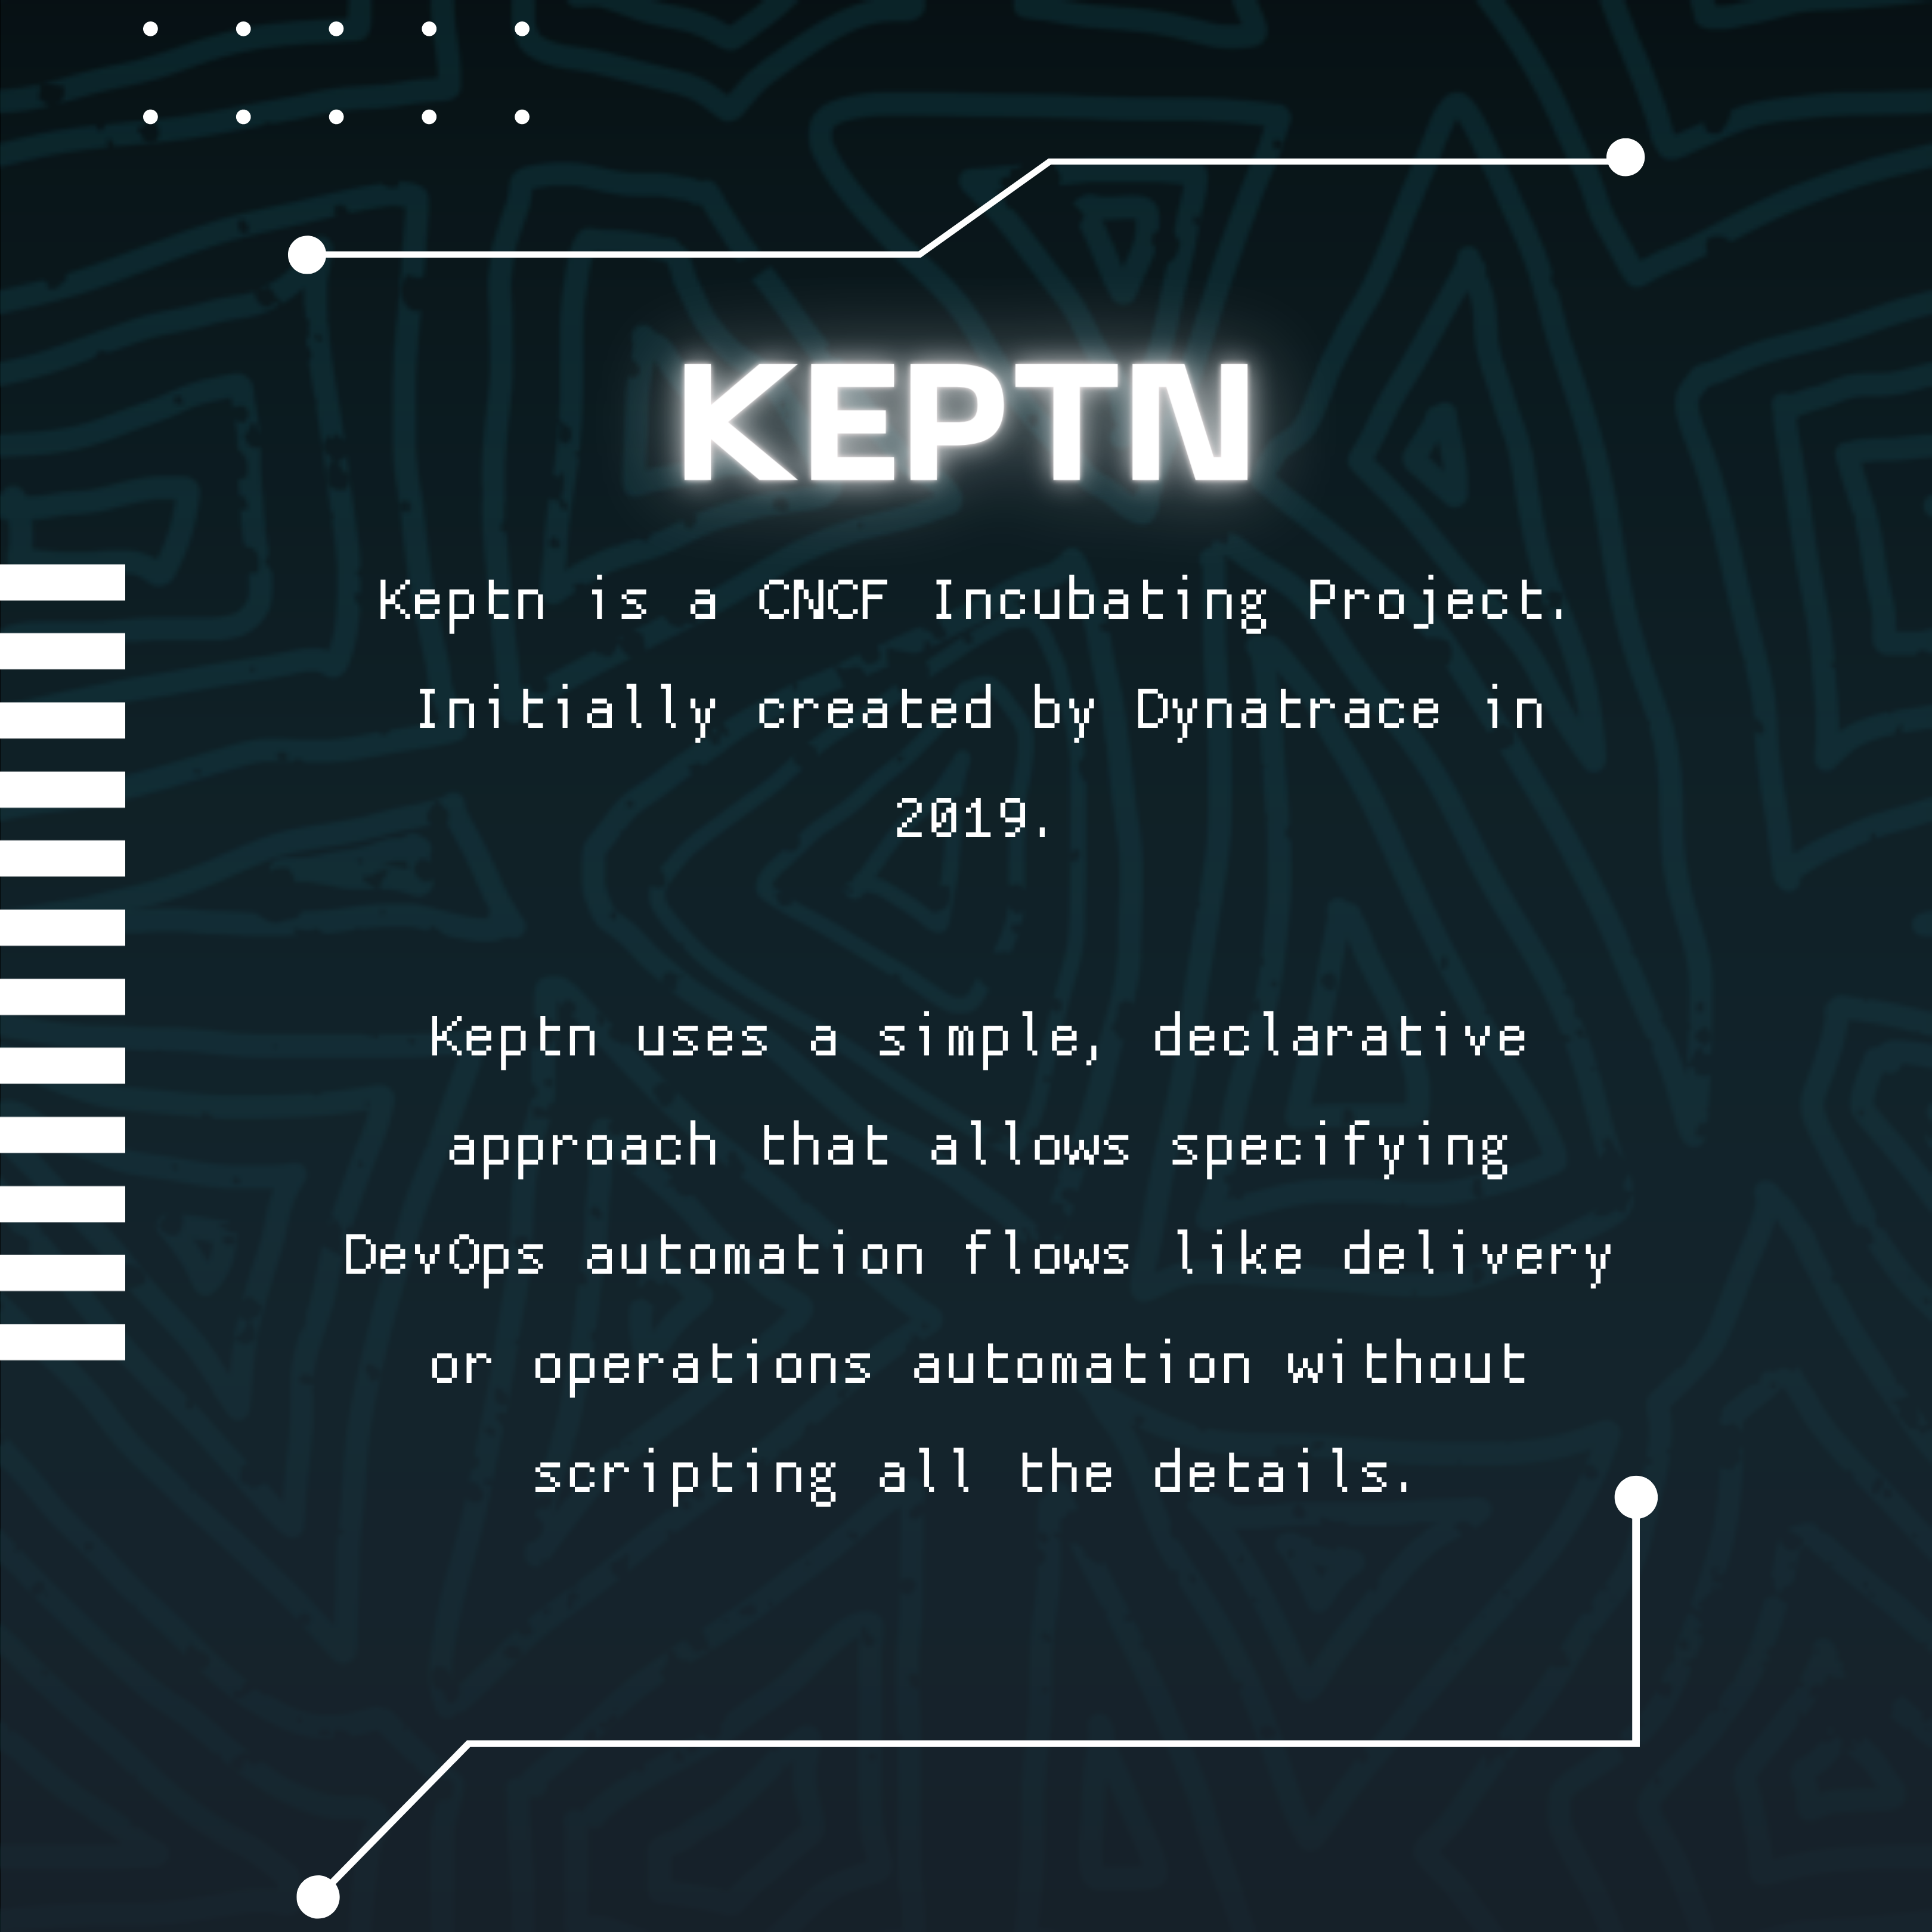 KEPTN
Keptn is a CNCF Incubating Project.
Initially created by Dynatrace in
2019.
Keptn uses a simple, declarative
approach that allows specifying
DevOps automation flows like delivery
or operations automation without
scripting all the details.